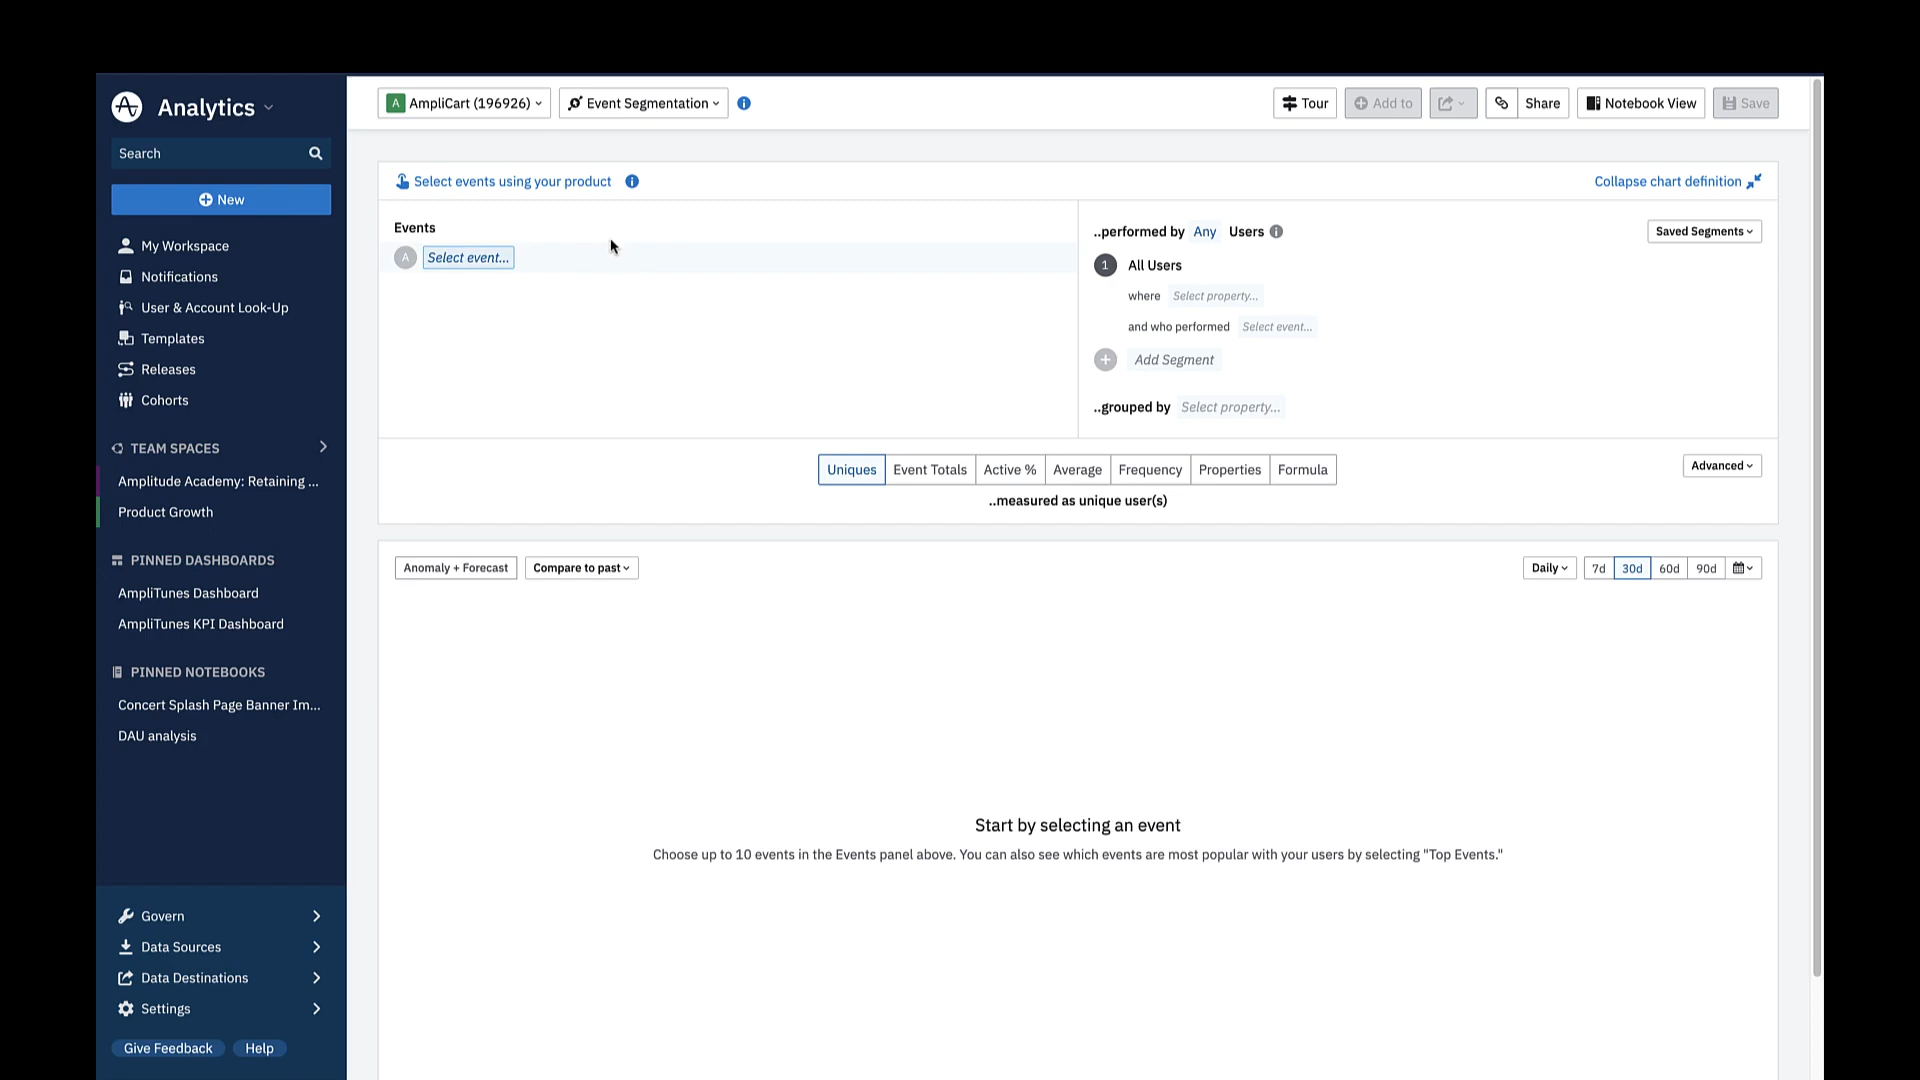 Analytics
Search
New
My Workspace
Notifications
User & Account Look-Up
Templates
Releases
Cohorts
TEAM SPACES
Amplitude Academy: Retaining ...
Product Growth
PINNED DASHBOARDS
AmpliTunes Dashboard
AmpliTunes KPI Dashboard
PINNED NOTEBOOKS
Concert Splash Page Banner Im...
DAU analysis
Govern
Data Sources
Data Destinations
Settings
Give Feedback Help
A AmpliCart (196926) Event Segmentation Tour Add to Share Notebook View Save
Select events using your product Collapse chart definition
Events
A Select event...
..performed by Any Users Saved Segments
1 All Users
where Select property...
and who performed Select event...
Add Segment
..grouped by Select property...
Uniques Event Totals Active % Average Frequency Properties Formula Advanced
..measured as unique user(s)
Anomaly + Forecast Compare to past Daily 7d 30d 60d 90d
Start by selecting an event
Choose up to 10 events in the Events panel above. You can also see which events are most popular with your users by selecting "Top Events."